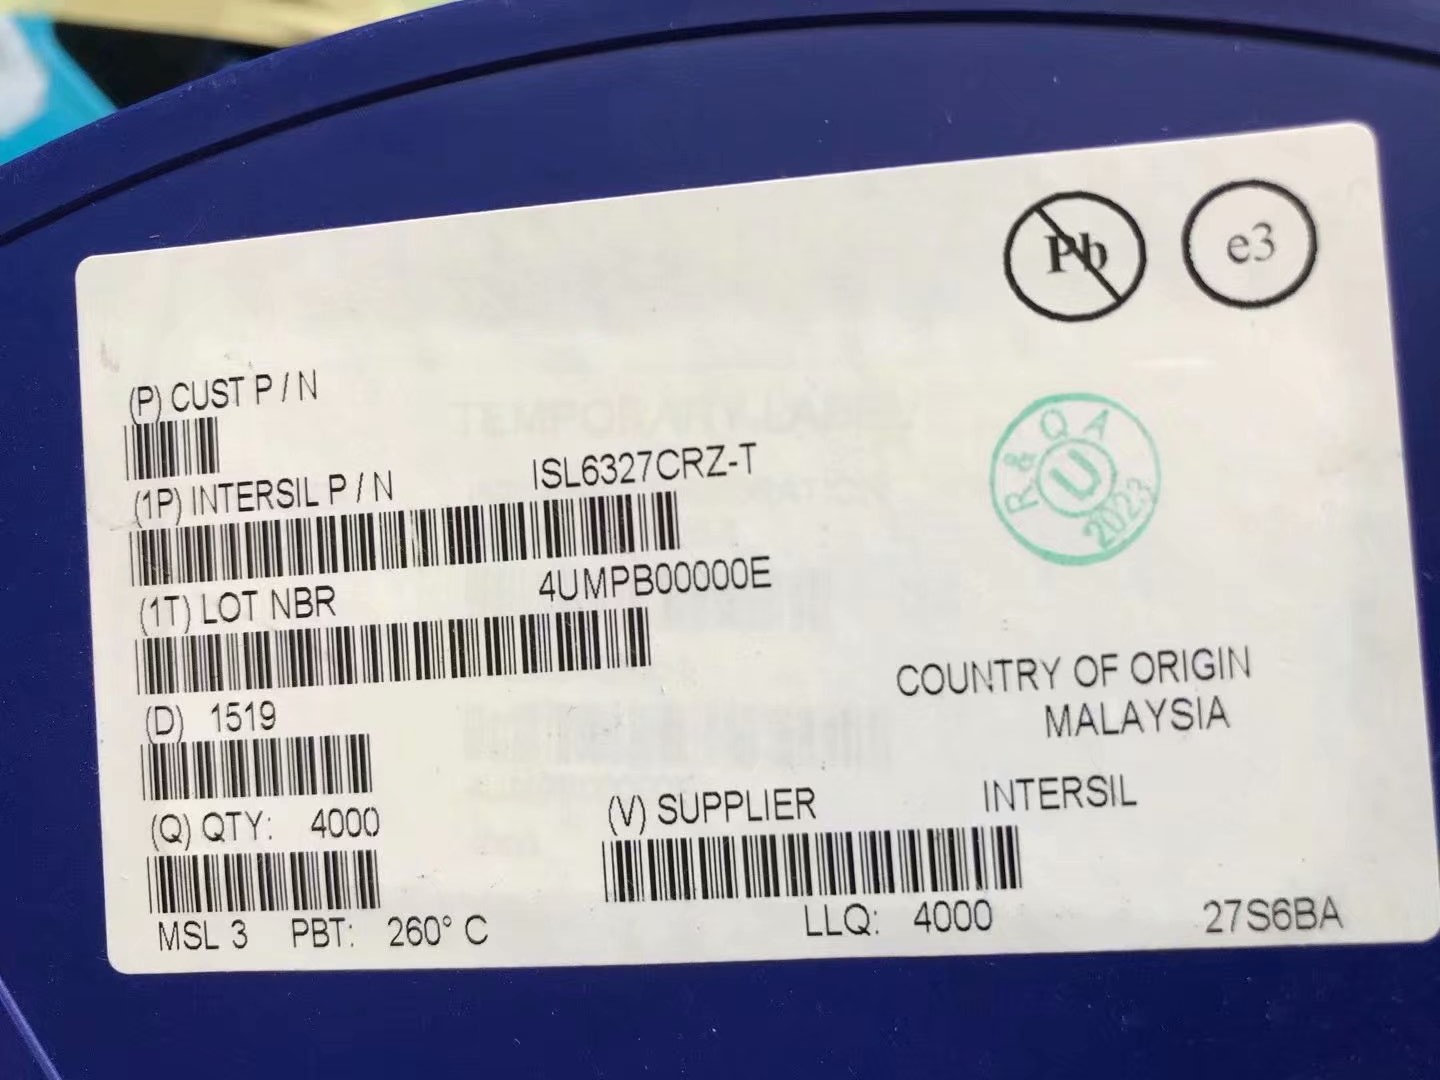 Pb
e3
(P) CUST P / N
(1P) INTERSIL P / N ISL6327CRZ-T
R & Q A
U
2023
(1T) LOT NBR 4UMPB00000E
COUNTRY OF ORIGIN
MALAYSIA
(D) 1519
(Q) QTY: 4000
(V) SUPPLIER INTERSIL
MSL 3 PBT: 260° C
LLQ: 4000
27S6BA